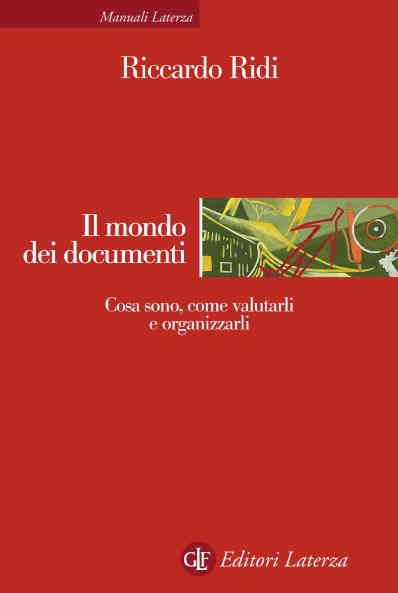 Manuali Laterza
Riccardo Ridi
Il mondo
dei documenti
Cosa sono, come valutarli
e organizzarli
GLF Editori Laterza